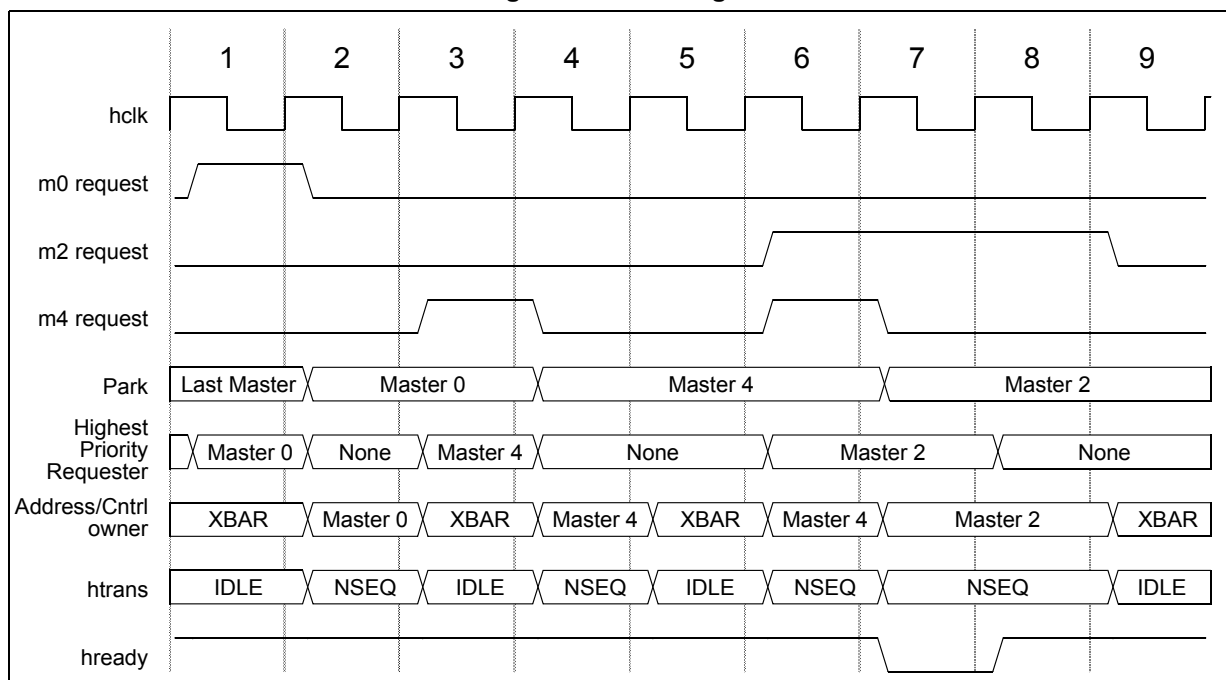 1 2 3 4 5 6 7 8 9
hclk
m0 request
m2 request
m4 request
Park Last Master Master 0 Master 4 Master 2
Highest
Priority
Requester
Master 0 None Master 4 None Master 2 None
Address/Cntrl
owner
XBAR Master 0 XBAR Master 4 XBAR Master 4 Master 2 XBAR
htrans IDLE NSEQ IDLE NSEQ IDLE NSEQ NSEQ IDLE
hready